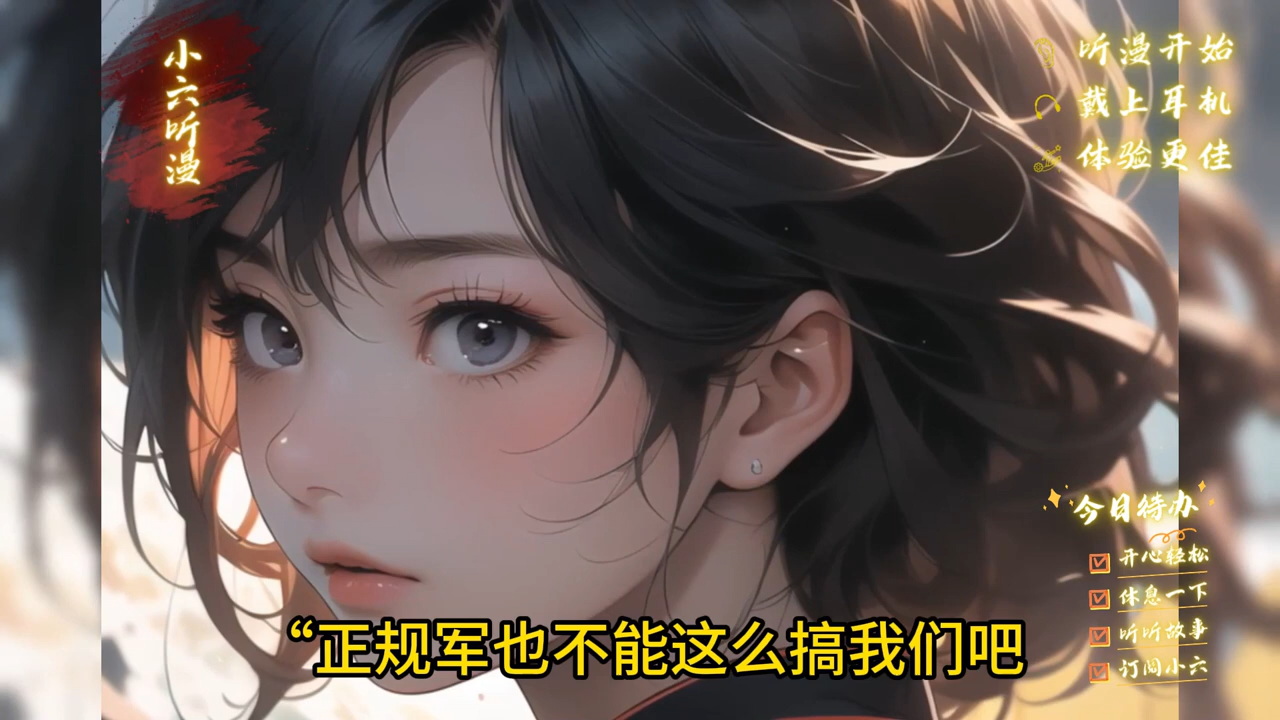 小六听漫
听漫开始
戴上耳机
体验更佳
今日待办
开心轻松
休息一下
听听故事
订阅小六
“正规军也不能这么搞我们吧